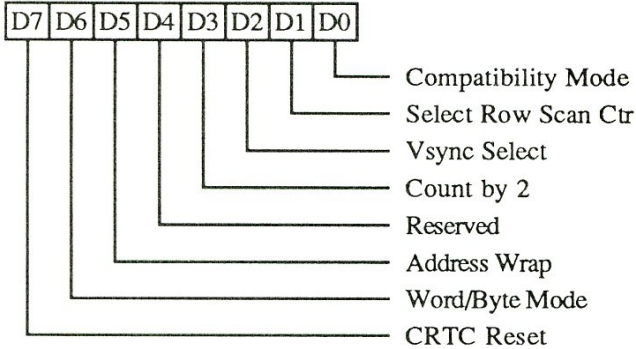 D7 D6 D5 D4 D3 D2 D1 D0
Compatibility Mode
Select Row Scan Ctr
Vsync Select
Count by 2
Reserved
Address Wrap
Word/Byte Mode
CRTC Reset